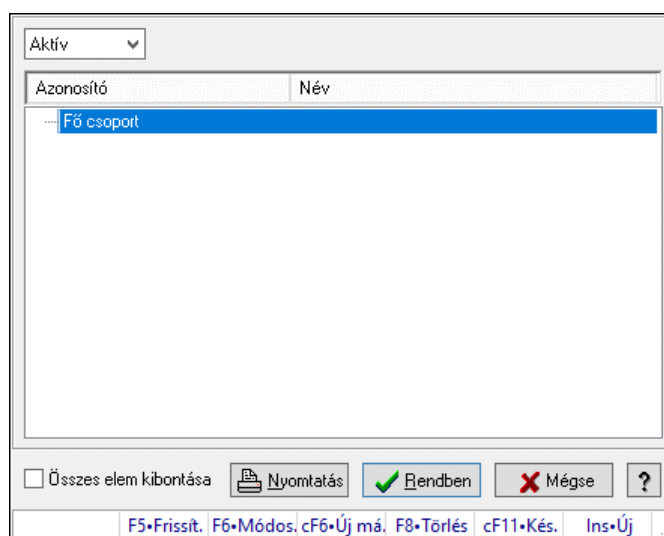 Aktív
Azonosító Név
Fő csoport
Összes elem kibontása Nyomtatás Rendben Mégse ?
F5•Frissít. F6•Módos. cF6•Új má. F8•Törlés cF11•Kés. Ins•Új